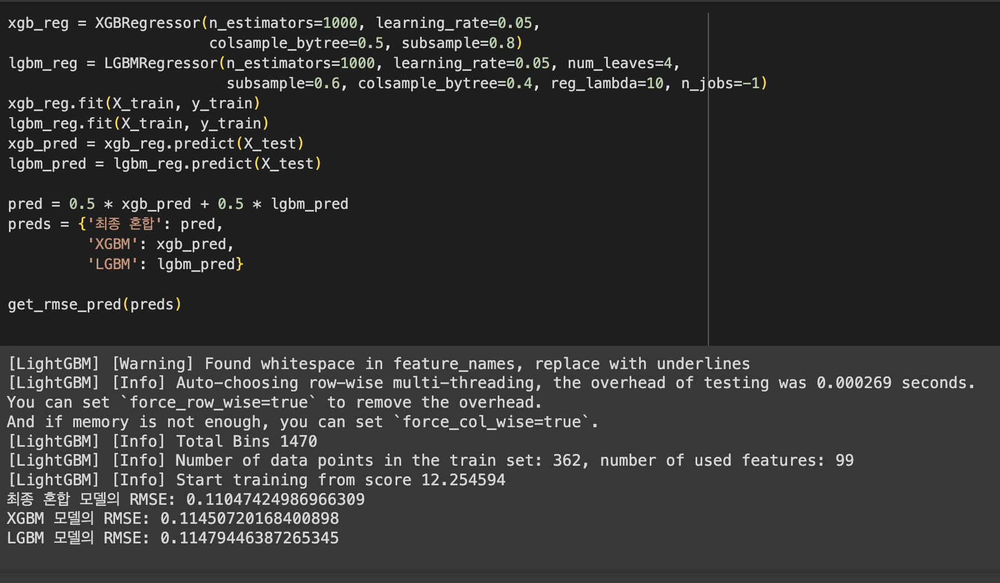 xgb_reg = XGBRegressor(n_estimators=1000, learning_rate=0.05,
                       colsample_bytree=0.5, subsample=0.8)
lgbm_reg = LGBMRegressor(n_estimators=1000, learning_rate=0.05, num_leaves=4,
                         subsample=0.6, colsample_bytree=0.4, reg_lambda=10, n_jobs=-1)
xgb_reg.fit(X_train, y_train)
lgbm_reg.fit(X_train, y_train)
xgb_pred = xgb_reg.predict(X_test)
lgbm_pred = lgbm_reg.predict(X_test)
pred = 0.5 * xgb_pred + 0.5 * lgbm_pred
preds = {'최종 혼합': pred,
         'XGBM': xgb_pred,
         'LGBM': lgbm_pred}
get_rmse_pred(preds)
[LightGBM] [Warning] Found whitespace in feature_names, replace with underlines
[LightGBM] [Info] Auto-choosing row-wise multi-threading, the overhead of testing was 0.000269 seconds.
You can set `force_row_wise=true` to remove the overhead.
And if memory is not enough, you can set `force_col_wise=true`.
[LightGBM] [Info] Total Bins 1470
[LightGBM] [Info] Number of data points in the train set: 362, number of used features: 99
[LightGBM] [Info] Start training from score 12.254594
최종 혼합 모델의 RMSE: 0.11047424986966309
XGBM 모델의 RMSE: 0.11450720168400898
LGBM 모델의 RMSE: 0.11479446387265345